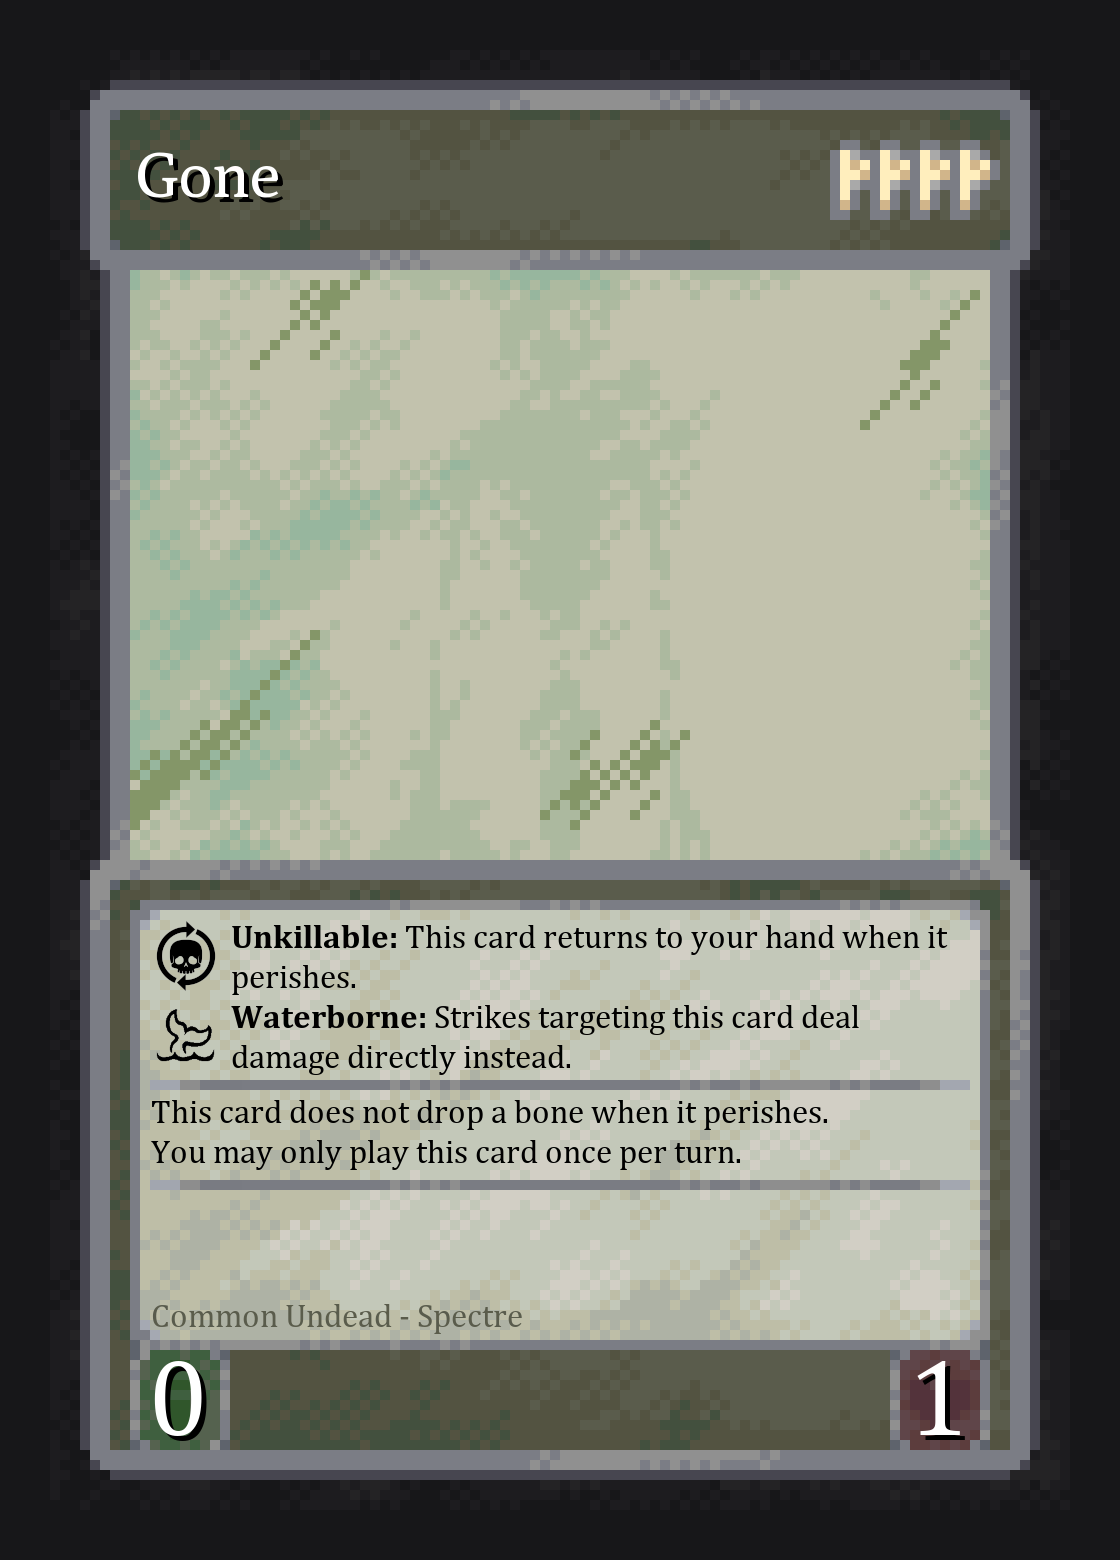 Gone
Unkillable: This card returns to your hand when it
perishes.
Waterborne: Strikes targeting this card deal
damage directly instead.
This card does not drop a bone when it perishes.
You may only play this card once per turn.
Common Undead - Spectre
0
1